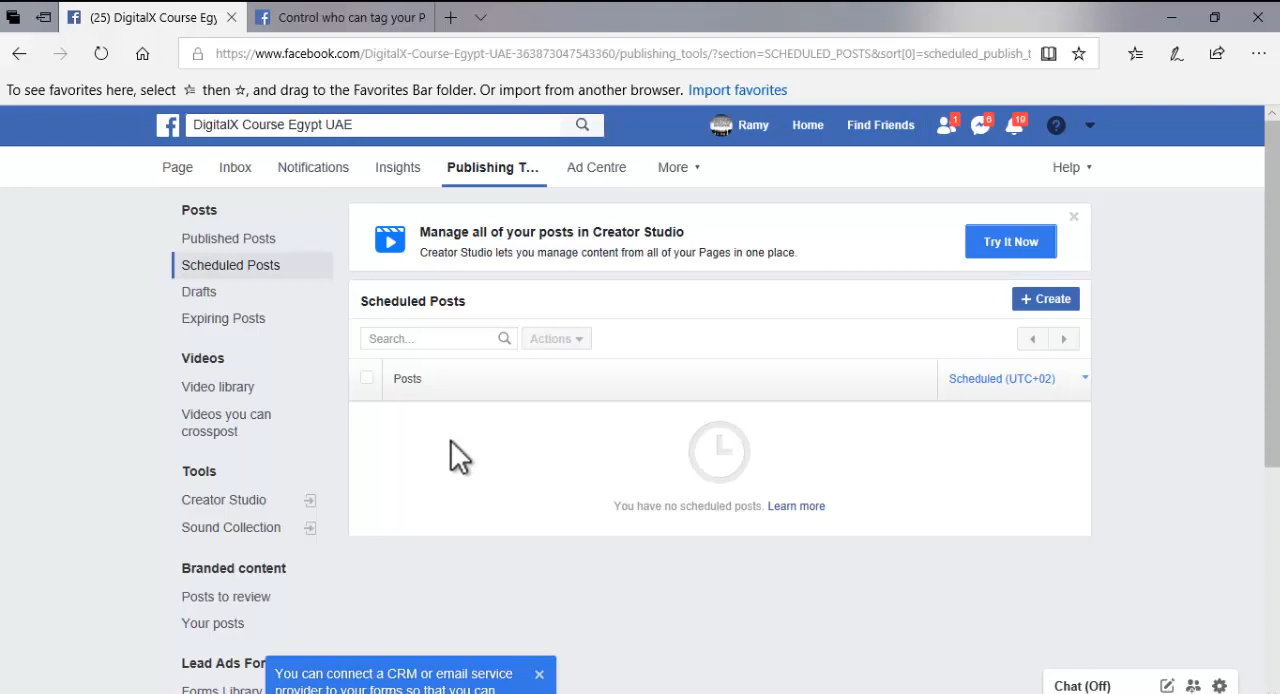 (25) DigitalX Course Egy
Control who can tag your P
https://www.facebook.com/DigitalX-Course-Egypt-UAE-363873047543360/publishing_tools/?section=SCHEDULED_POSTS&sort[0]=scheduled_publish_t
To see favorites here, select ☆ then ☆, and drag to the Favorites Bar folder. Or import from another browser. Import favorites
DigitalX Course Egypt UAE
Ramy Home Find Friends 1 6 19
Page Inbox Notifications Insights Publishing T... Ad Centre More Help
Posts
Published Posts
Scheduled Posts
Drafts
Expiring Posts
Videos
Video library
Videos you can
crosspost
Tools
Creator Studio
Sound Collection
Branded content
Posts to review
Your posts
Lead Ads For
Forms Library
Manage all of your posts in Creator Studio
Creator Studio lets you manage content from all of your Pages in one place.
Try It Now
Scheduled Posts
+ Create
Search...
Actions
Posts
Scheduled (UTC+02)
You have no scheduled posts. Learn more
You can connect a CRM or email service
provider to your forms so that you can
Chat (Off)